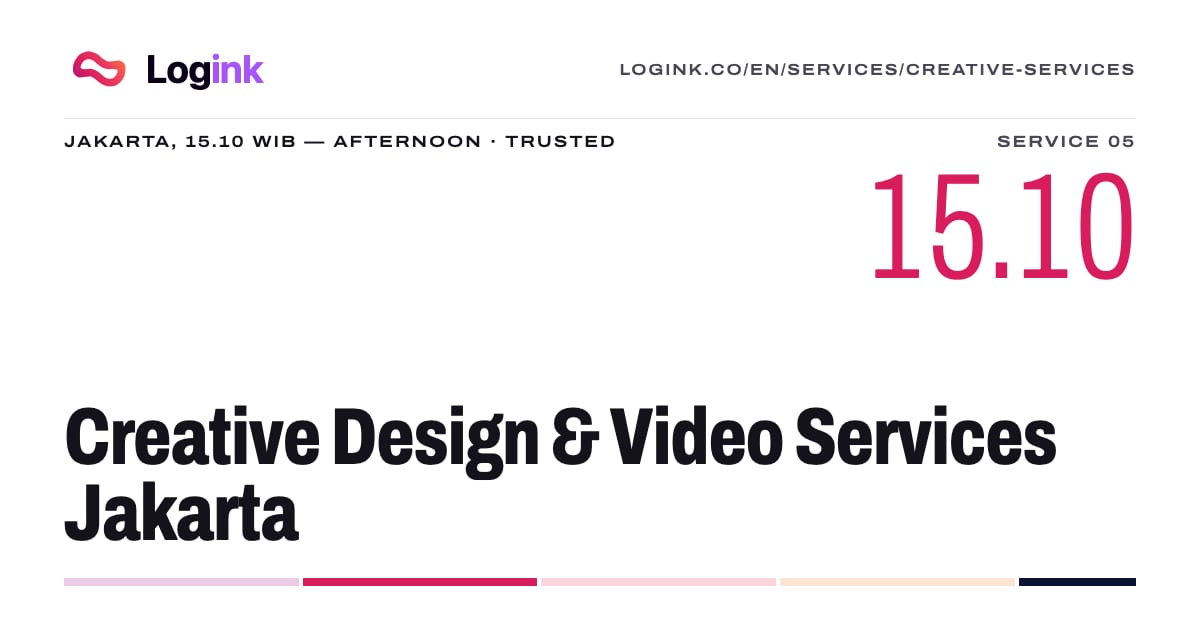 Logink
LOGINK.CO/EN/SERVICES/CREATIVE-SERVICES
JAKARTA, 15.10 WIB — AFTERNOON · TRUSTED
SERVICE 05
15.10
Creative Design & Video Services
Jakarta